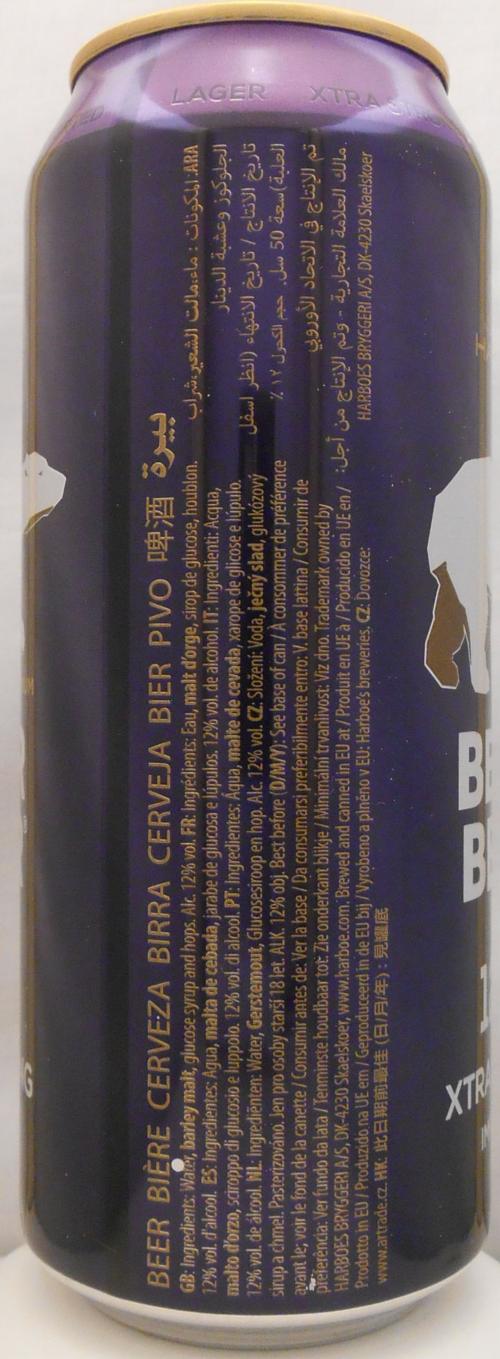 LAGER XTRA
BEER BIÈRE CERVEZA BIRRA CERVEJA BIER PIVO 啤酒 بيرة
GB: Ingredients: Water, barley malt, glucose syrup and hops. Alc. 12% vol. FR: Ingrédients: Eau, malt d'orge, sirop de glucose, houblon.
12% vol. d'alcool. ES: Ingredientes: Agua, malta de cebada, jarabe de glucosa e lúpulos. 12% vol. de alcohol. IT: Ingredienti: Acqua,
malto d'orzo, sciroppo di glucosio e luppolo. 12% vol. di alcool. PT: Ingredientes: Água, malte de cevada, xarope de glicose e lúpulo.
12% vol. de álcool. NL: Ingrediënten: Water, Gerstemout, Glucosesiroop en hop. Alc. 12% vol. CZ: Složení: Voda, ječný slad, glukózový
sirup a chmel. Pasterizováno. Jen pro osoby starší 18 let. ALK. 12% obj. Best before (D/M/Y): See base of can / À consommer de préférence
avant le; voir le fond de la canette / Consumir antes de: Ver la base / Da consumarsi preferibilmente entro: V. base lattina / Consumir de
preferência: Ver fundo da lata / Tenminste houdbaar tot: Zie onderkant blikje / Minimální trvanlivost: Viz dno. Trademark owned by
HARBOES BRYGGERI A/S, DK-4230 Skaelskoer, www.harboe.com. Brewed and canned in EU at / Produit en UE à / Producido en UE en /
Prodotto in EU / Produzido na UE em / Geproduceerd in de EU bij / Vyrobeno a plněno v EU: Harboe's breweries. CZ: Dovozce:
www.artrade.cz. HK: 此日期前最佳 (日/月/年) : 見罐底
ARA المكونات : ماء،مالت الشعير،شراب
الجلوكوز وعشبة الدينار
تاريخ الانتاج / تاريخ الانتهاء (انظر اسفل
العلبة)سعة 50 سل. حجم الكحول ١٢ ٪
تم الإنتاج في الاتحاد الأوروبي
مالك العلامة التجارية - وتم الإنتاج من أجل:
HARBOES BRYGGERI A/S, DK-4230 Skaelskoer
XTRA